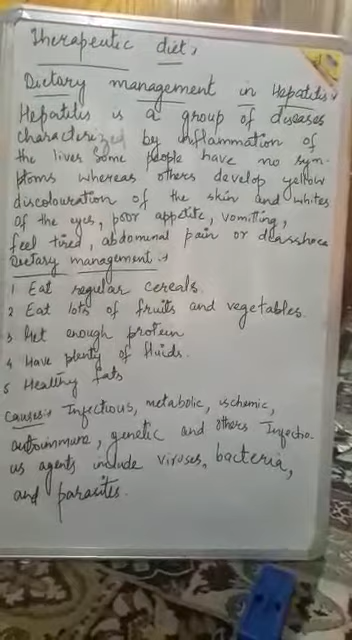 Therapeutic diet:
Dietary management in Hepatitis:
Hepatitis is a group of diseases
characterized by inflammation of
the liver Some people have no sym-
ptoms whereas others develop yellow
discolouration of the skin and whites
of the eyes, poor appetite, vomitting,
feel tired, abdominal pain or diarrhoea
Dietary management:
1 Eat regular cereals.
2 Eat lots of fruits and vegetables.
3 Get enough protein
4 Have plenty of fluids.
5 Healthy fats
Causes: Infectious, metabolic, ischemic,
autoimmune, genetic and others Infectio-
us agents include viruses, bacteria,
and parasites.